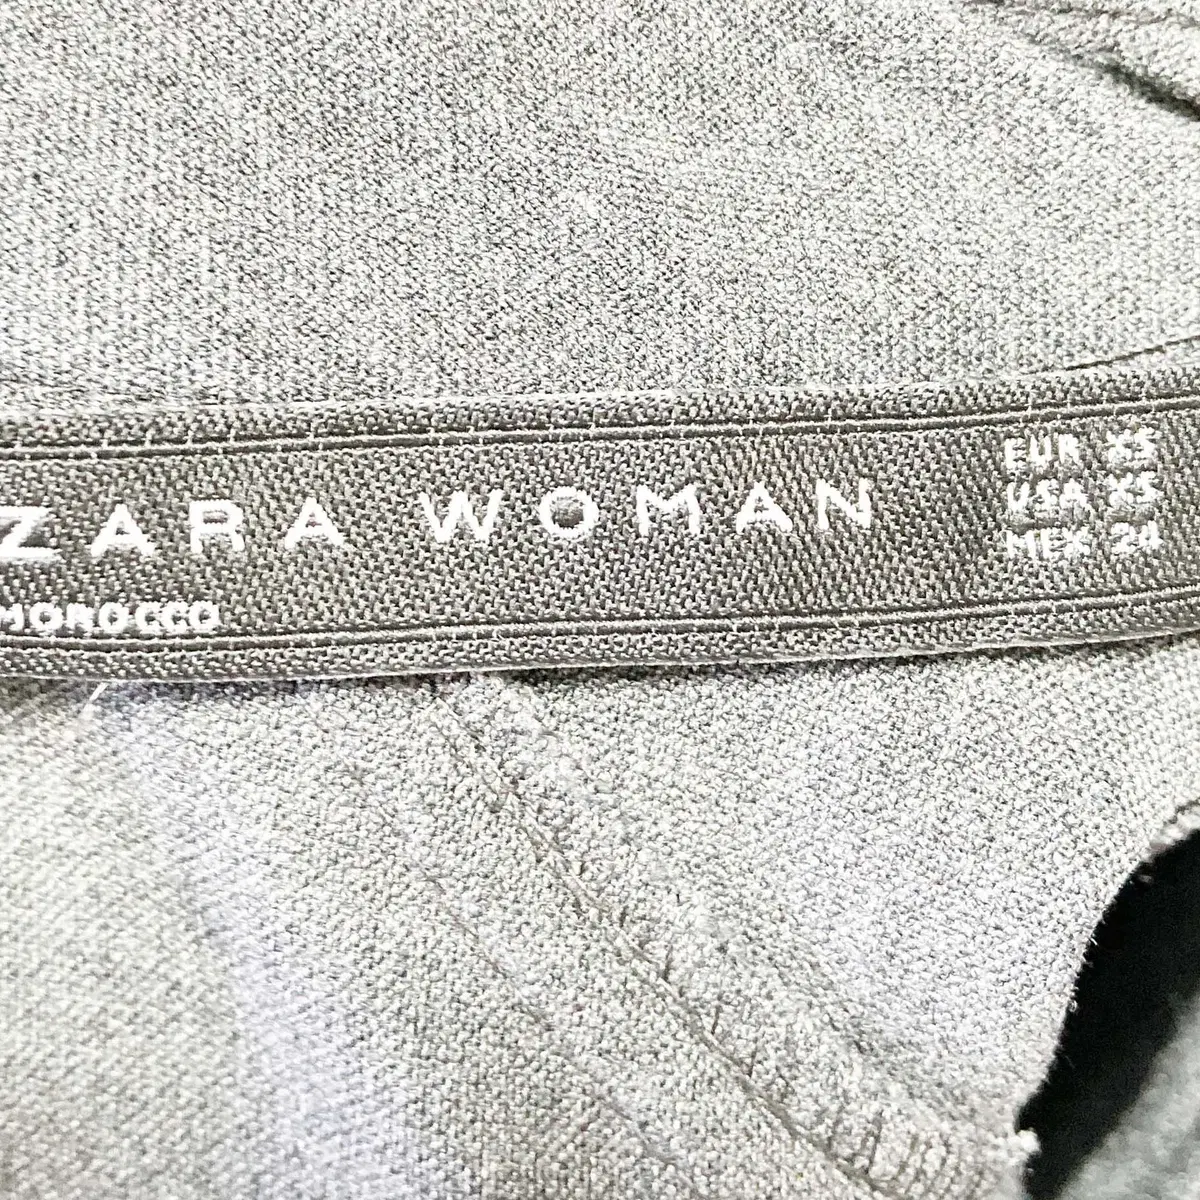 ZARA WOMAN
MOROCCO
EUR XS
USA XS
MEX 24